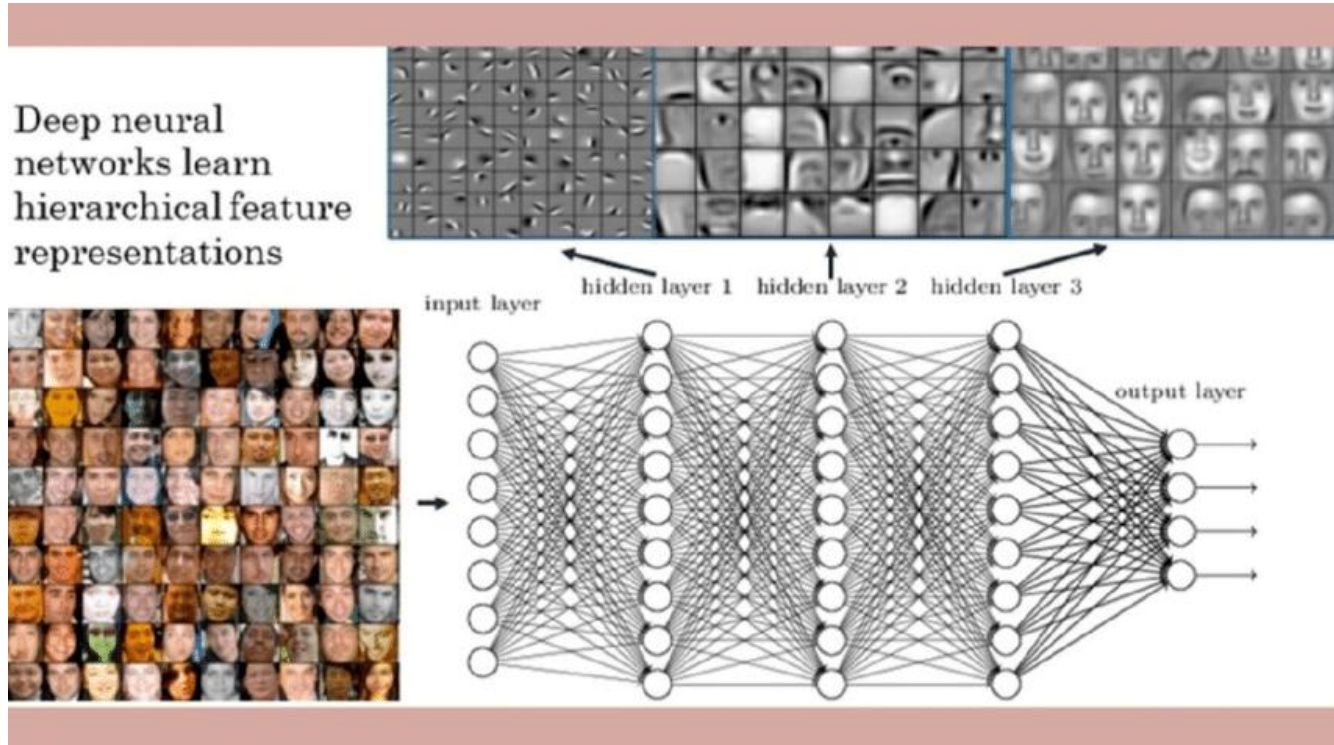 Deep neural
networks learn
hierarchical feature
representations
hidden layer 1
hidden layer 2
hidden layer 3
input layer
output layer